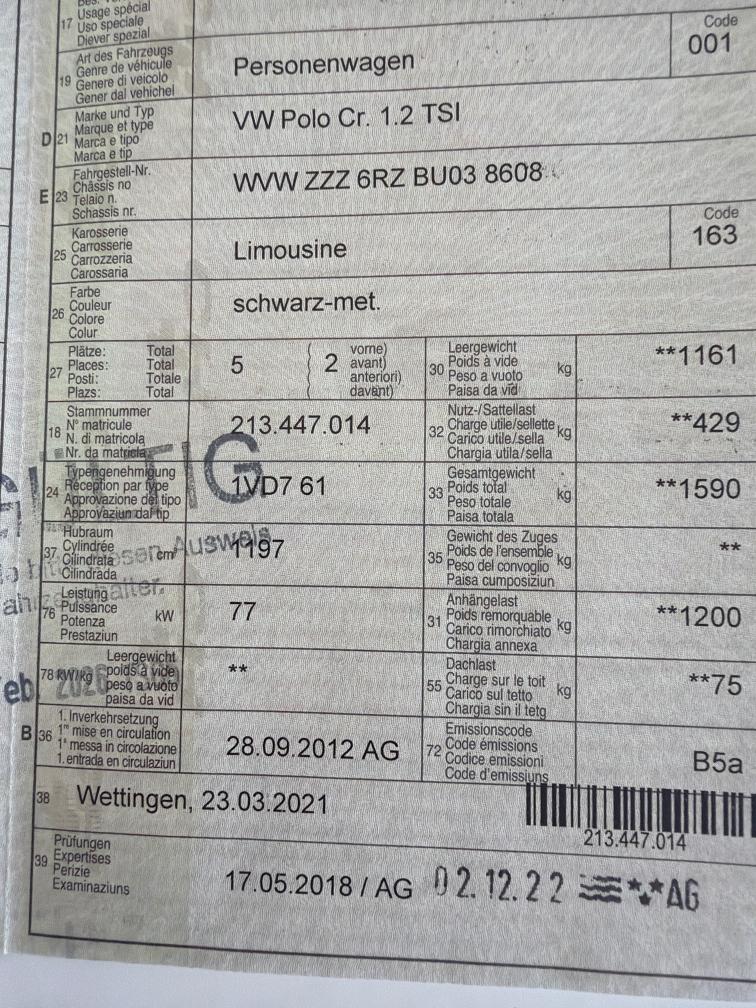 17 Usage spécial
Uso speciale
Diever spezial
19 Art des Fahrzeugs
Genre de véhicule
Genere di veicolo
Gener dal vehichel
Personenwagen
Code
001
D 21 Marke und Typ
Marque et type
Marca e tipo
Marca e tip
VW Polo Cr. 1.2 TSI
E 23 Fahrgestell-Nr.
Châssis no
Telaio n.
Schassis nr.
WVW ZZZ 6RZ BU03 8608
25 Karosserie
Carrosserie
Carrozzeria
Carossaria
Limousine
Code
163
26 Farbe
Couleur
Colore
Colur
schwarz-met.
27 Plätze: Total
Places: Total
Posti: Totale
Plazs: Total
5
( 2 vorne)
( avant)
( anteriori)
( davant)
30 Leergewicht
Poids à vide
Peso a vuoto
Paisa da vid
kg
**1161
18 Stammnummer
N° matricule
N. di matricola
Nr. da matricla
213.447.014
32 Nutz-/Sattellast
Charge utile/sellette
Carico utile/sella
Chargia util/sella
kg
**429
24 Typengenehmigung
Réception par type
Approvazione del tipo
Approvaziun dal tip
1VD7 61
33 Gesamtgewicht
Poids total
Peso totale
Paisa totala
kg
**1590
37 Hubraum
Cylindrée
Cilindrata
Cilindrada
cm³
1197
35 Gewicht des Zuges
Poids de l'ensemble
Peso del convoglio
Paisa cumposiziun
kg
**
76 Leistung
Puissance
Potenza
Prestaziun
kW
77
31 Anhängelast
Poids remorquable
Carico rimorchiato
Chargia annexa
kg
**1200
78 kW/kg Leergewicht
poids à vide
peso a vuoto
paisa da vid
**
55 Dachlast
Charge sur le toit
Carico sul tetto
Chargia sin il tetg
kg
**75
B 36 1. Inverkehrsetzung
1re mise en circulation
1a messa in circolazione
1. entrada en circulaziun
28.09.2012 AG
72 Emissionscode
Code émissions
Codice emissioni
Code d'emissiuns
B5a
38 Wettingen, 23.03.2021
213.447.014
39 Prüfungen
Expertises
Perizie
Examinaziuns
17.05.2018 / AG 02.12.22 AG
Ausweis
eb. 2026